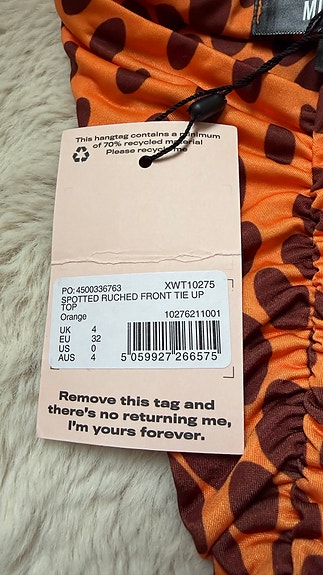 This hangtag contains a minimum
of 70% recycled material
Please recycle me
PO: 4500336763 XWT10275
SPOTTED RUCHED FRONT TIE UP
TOP
Orange 10276211001
UK 4
EU 32
US 0
AUS 4
5 059927 266575
Remove this tag and
there's no returning me,
I'm yours forever.